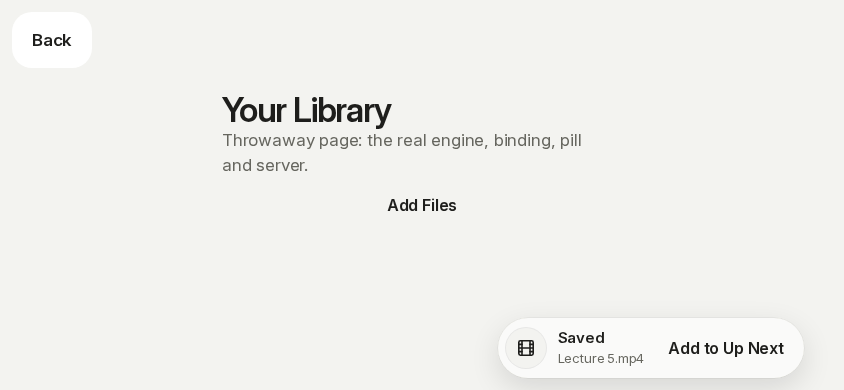 Back
Your Library
Throwaway page: the real engine, binding, pill
and server.
Add Files
Saved
Lecture 5.mp4
Add to Up Next